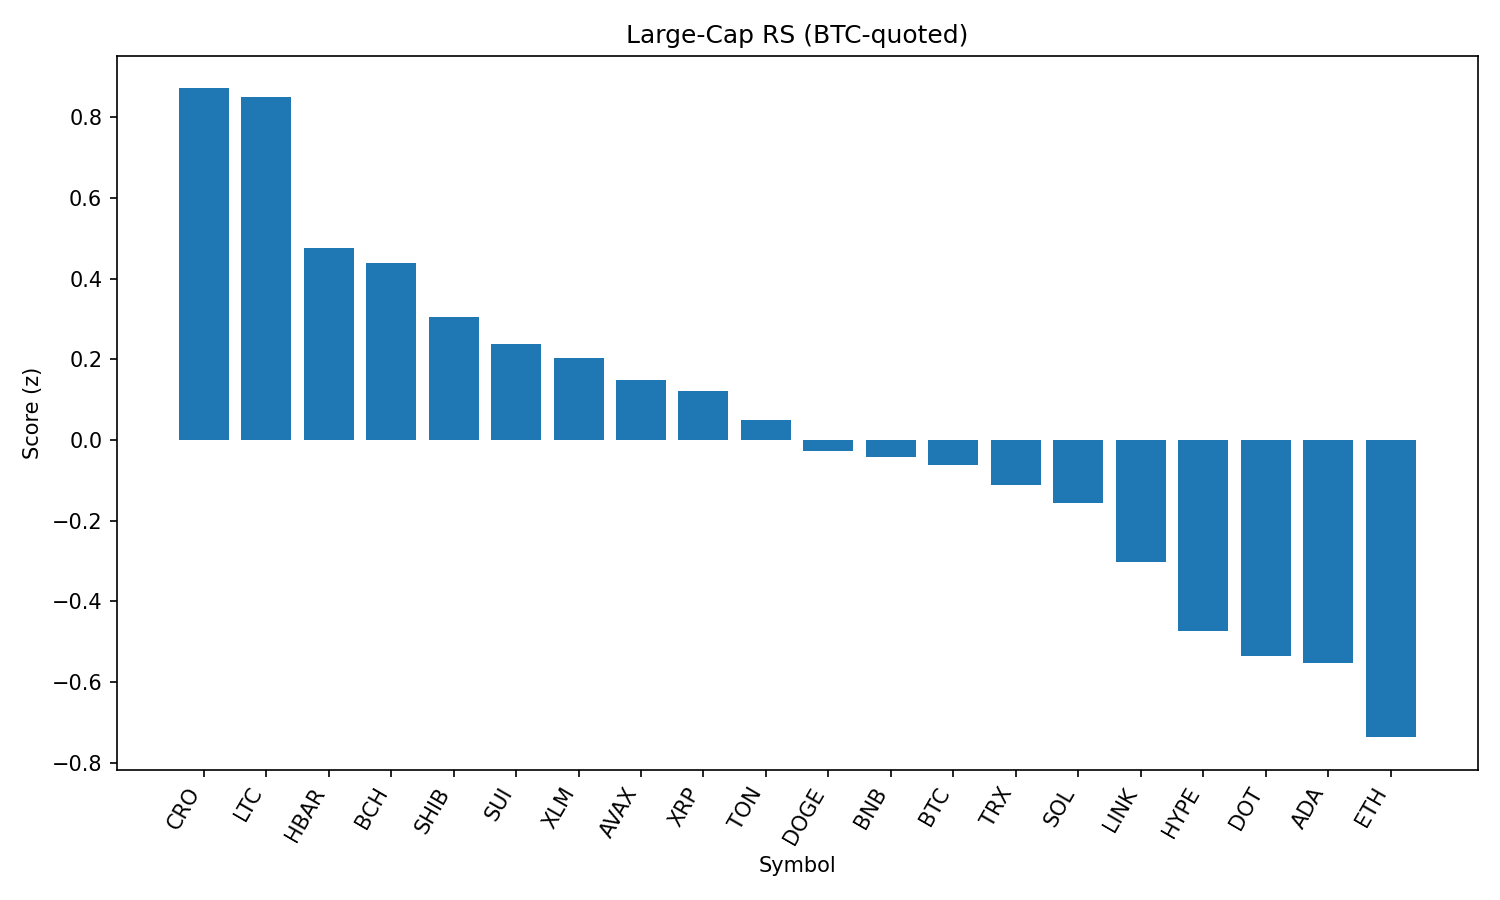 Large-Cap RS (BTC-quoted)
Score (z)
0.8
0.6
0.4
0.2
0.0
−0.2
−0.4
−0.6
−0.8
CRO
LTC
HBAR
BCH
SHIB
SUI
XLM
AVAX
XRP
TON
DOGE
BNB
BTC
TRX
SOL
LINK
HYPE
DOT
ADA
ETH
Symbol